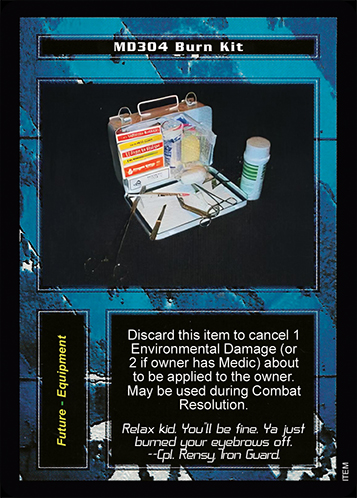 MD304 Burn Kit
Future - Equipment
Discard this item to cancel 1
Environmental Damage (or
2 if owner has Medic) about
to be applied to the owner.
May be used during Combat
Resolution.
Relax kid. You'll be fine. Ya just
burned your eyebrows off.
--Cpl. Rensy, Iron Guard.
ITEM